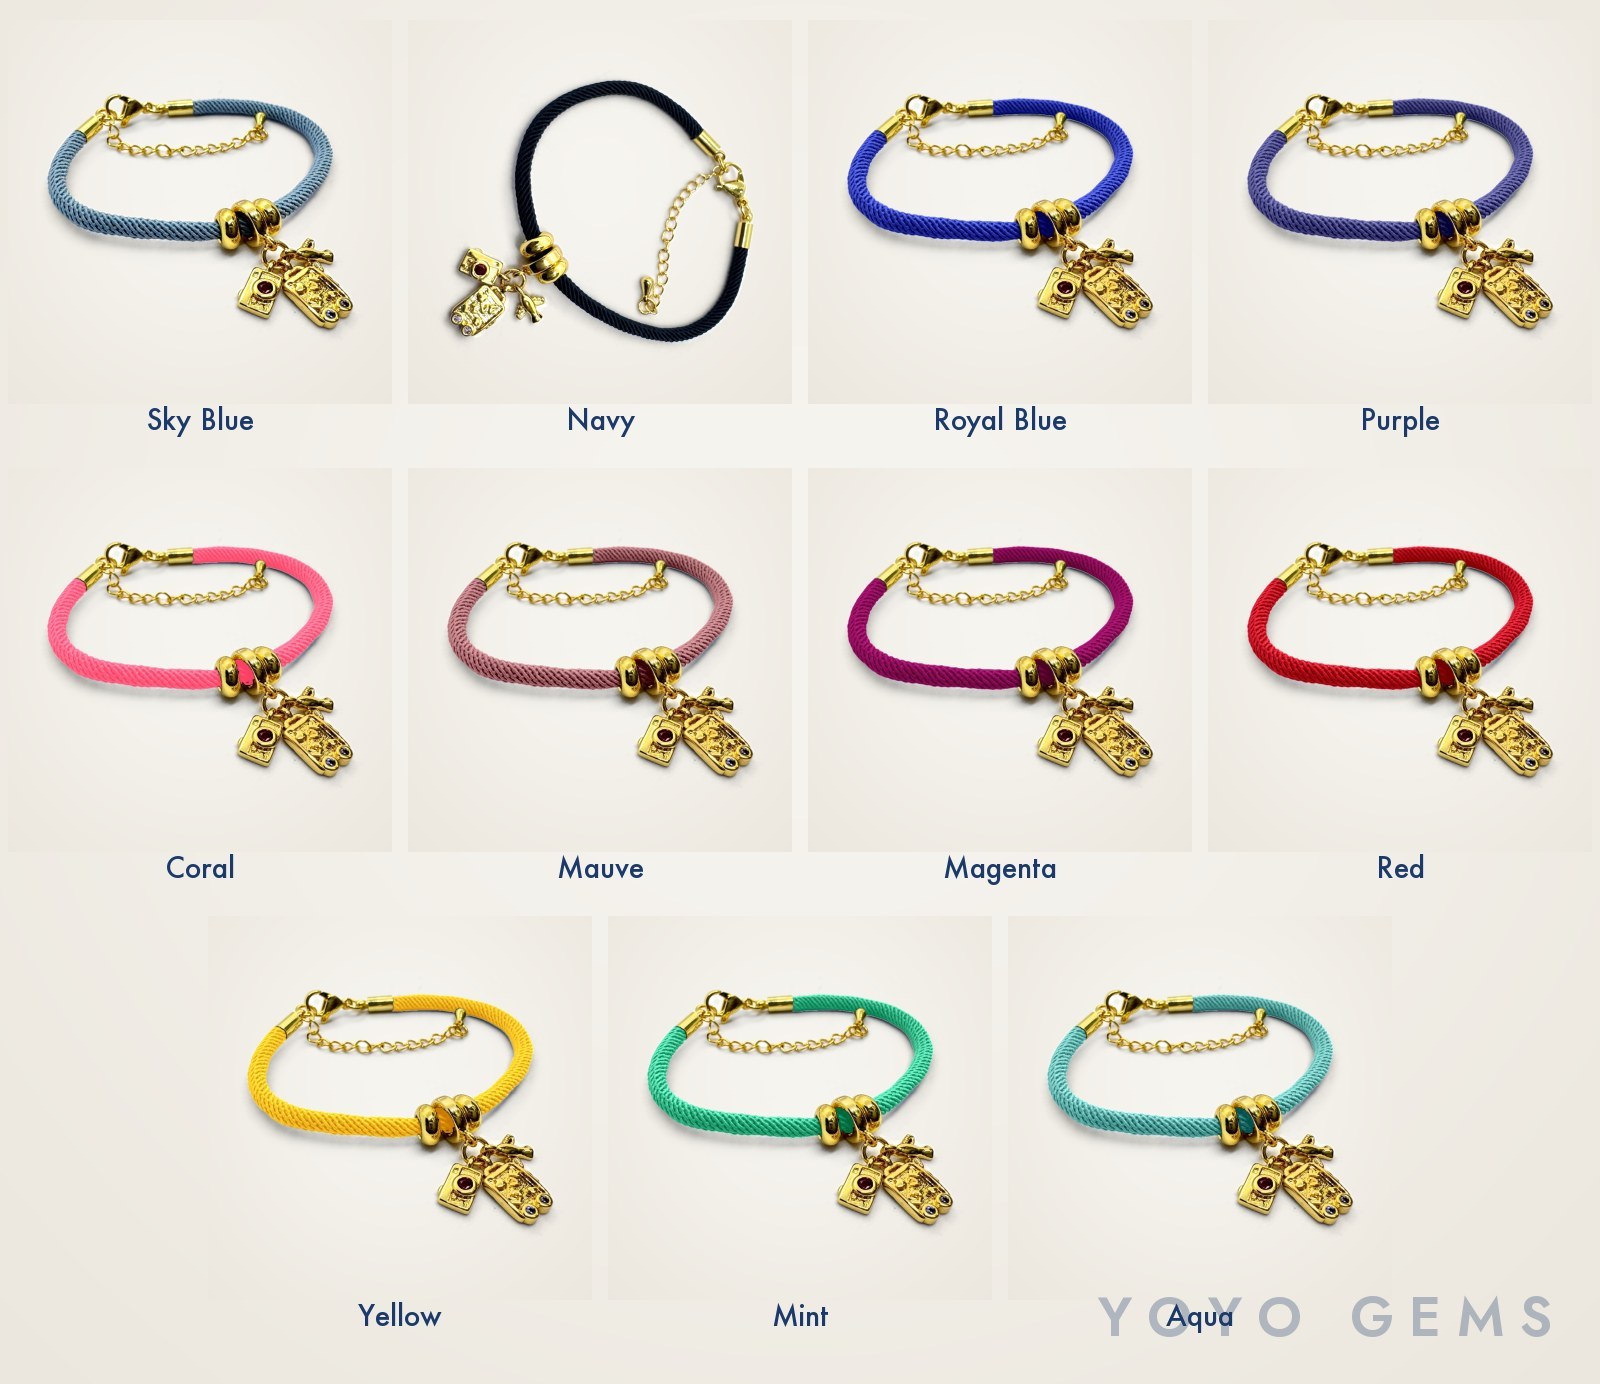 Sky Blue
Navy
Royal Blue
Purple
Coral
Mauve
Magenta
Red
Yellow
Mint
Aqua
YOYO GEMS